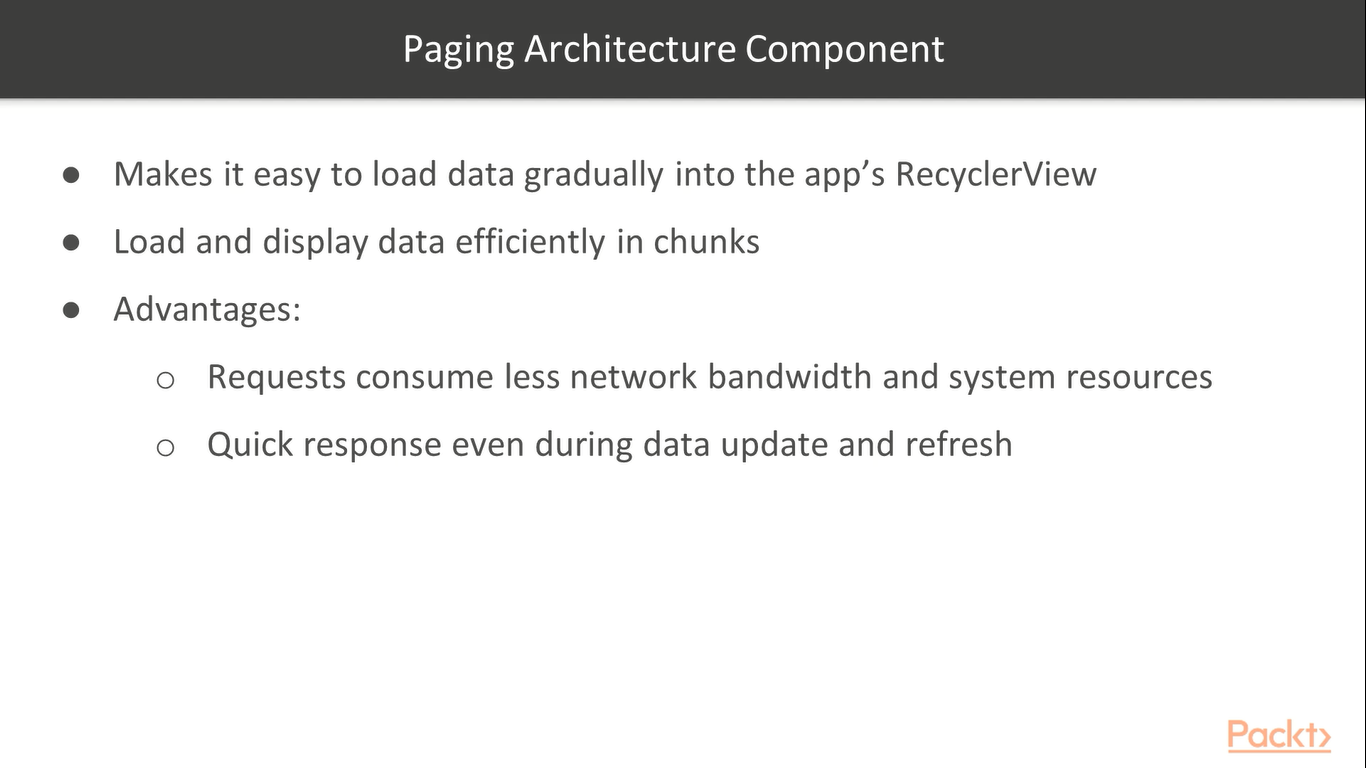 Paging Architecture Component
● Makes it easy to load data gradually into the app’s RecyclerView
● Load and display data efficiently in chunks
● Advantages:
○ Requests consume less network bandwidth and system resources
○ Quick response even during data update and refresh
Packt>